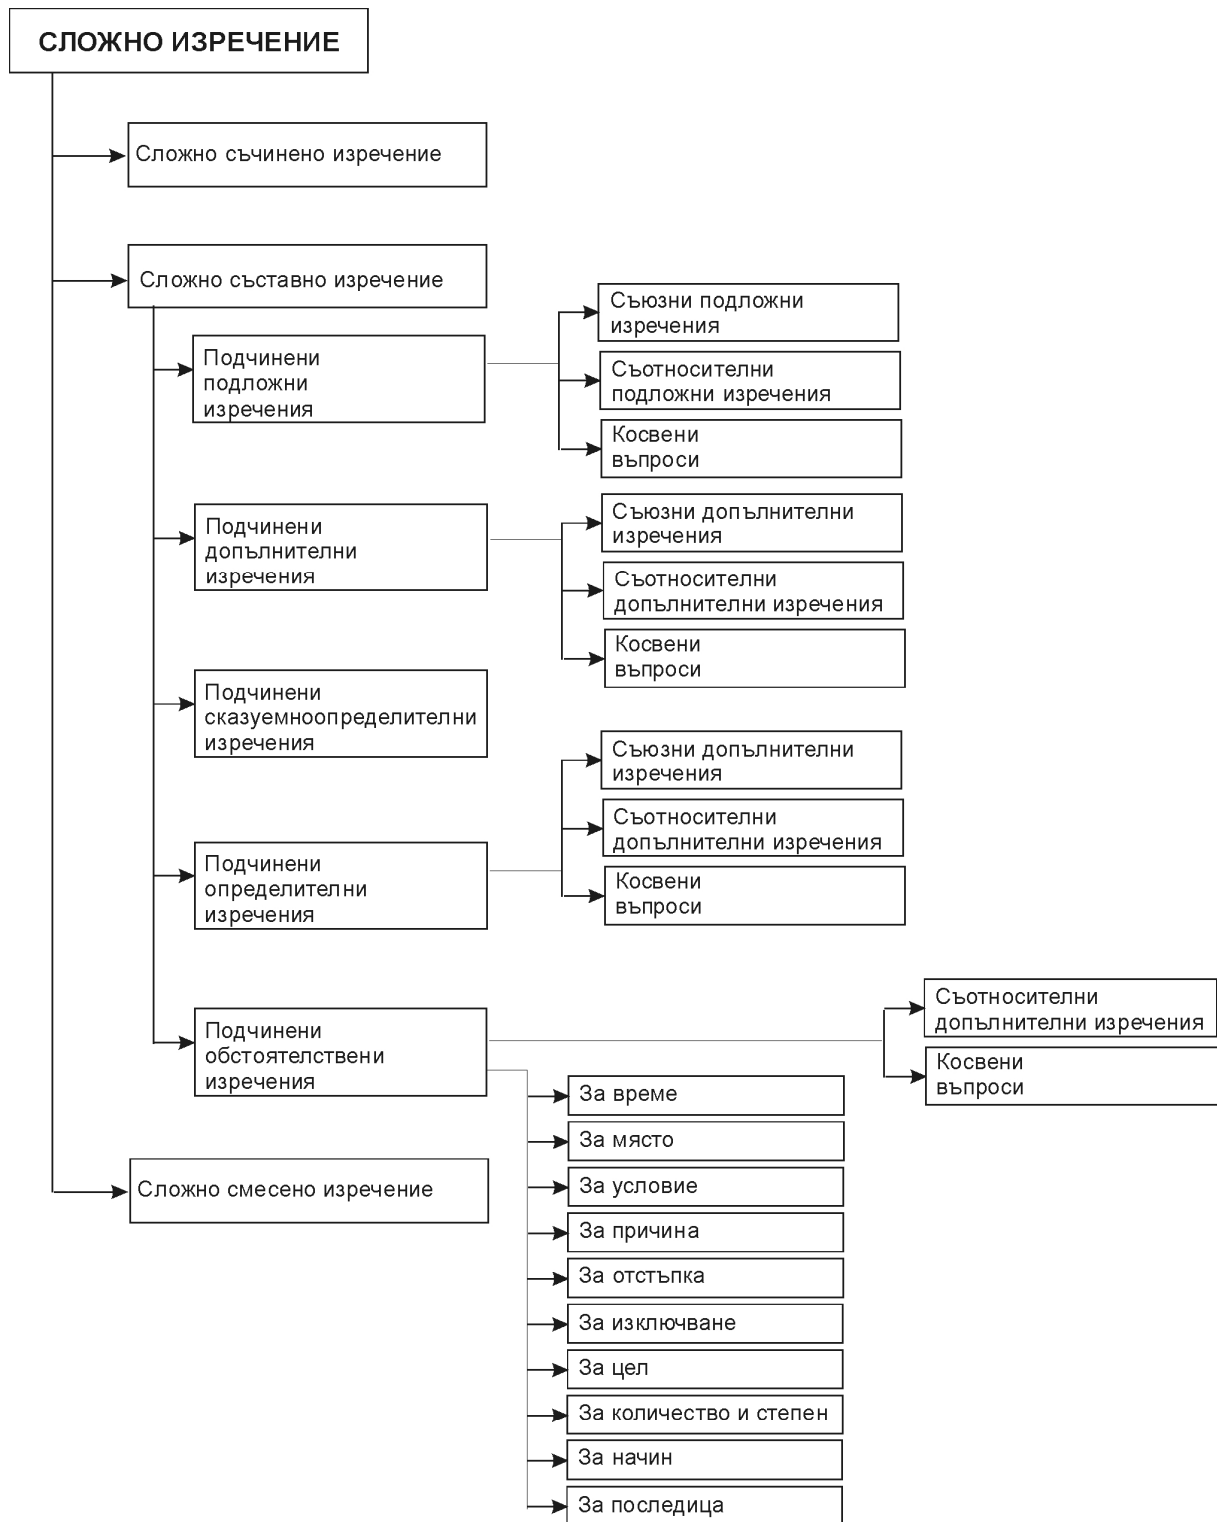 СЛОЖНО ИЗРЕЧЕНИЕ
Сложно съчинено изречение
Сложно съставно изречение
Подчинени
подложни
изречения
Съюзни подложни
изречения
Съотносителни
подложни изречения
Косвени
въпроси
Подчинени
допълнителни
изречения
Съюзни допълнителни
изречения
Съотносителни
допълнителни изречения
Косвени
въпроси
Подчинени
сказуемноопределителни
изречения
Подчинени
определителни
изречения
Съюзни допълнителни
изречения
Съотносителни
допълнителни изречения
Косвени
въпроси
Подчинени
обстоятелствени
изречения
Съотносителни
допълнителни изречения
Косвени
въпроси
За време
За място
За условие
За причина
За отстъпка
За изключване
За цел
За количество и степен
За начин
За последица
Сложно смесено изречение